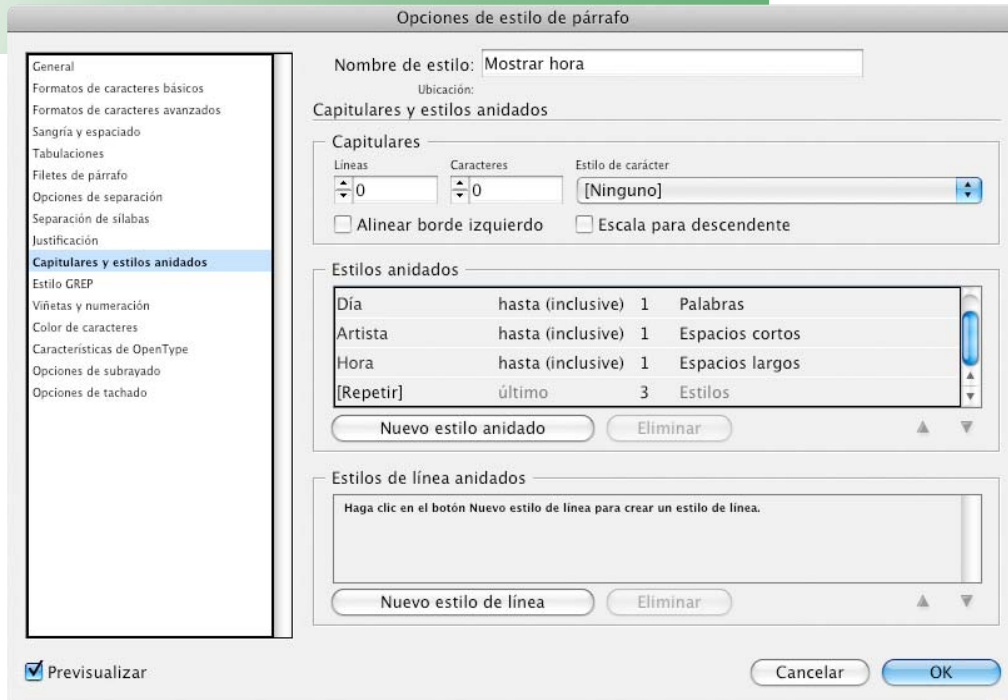 Opciones de estilo de párrafo
General
Formatos de caracteres básicos
Formatos de caracteres avanzados
Sangría y espaciado
Tabulaciones
Filetes de párrafo
Opciones de separación
Separación de sílabas
Justificación
Capitulares y estilos anidados
Estilo GREP
Viñetas y numeración
Color de caracteres
Características de OpenType
Opciones de subrayado
Opciones de tachado
Nombre de estilo: Mostrar hora
Ubicación:
Capitulares y estilos anidados
Capitulares
Líneas Caracteres Estilo de carácter
0 0 [Ninguno]
Alinear borde izquierdo Escala para descendente
Estilos anidados
Día hasta (inclusive) 1 Palabras
Artista hasta (inclusive) 1 Espacios cortos
Hora hasta (inclusive) 1 Espacios largos
[Repetir] último 3 Estilos
Nuevo estilo anidado Eliminar
Estilos de línea anidados
Haga clic en el botón Nuevo estilo de línea para crear un estilo de línea.
Nuevo estilo de línea Eliminar
Previsualizar Cancelar OK